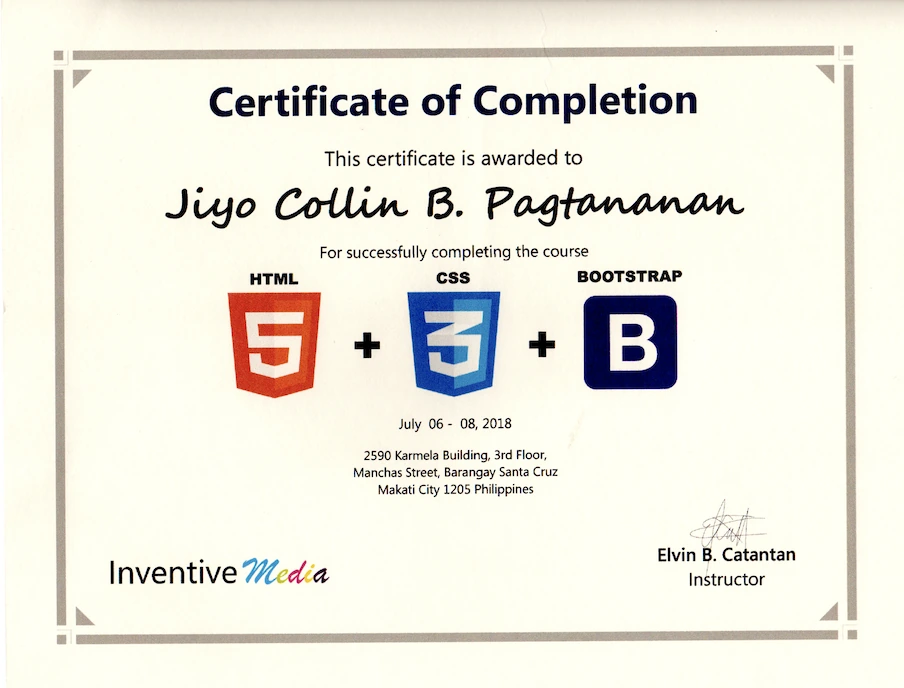 Certificate of Completion
This certificate is awarded to
Jiyo Collin B. Pagtananan
For successfully completing the course
HTML CSS BOOTSTRAP
5 + 3 + B
July 06 - 08, 2018
2590 Karmela Building, 3rd Floor,
Manchas Street, Barangay Santa Cruz
Makati City 1205 Philippines
Elvin B. Catantan
Instructor
Inventive Media